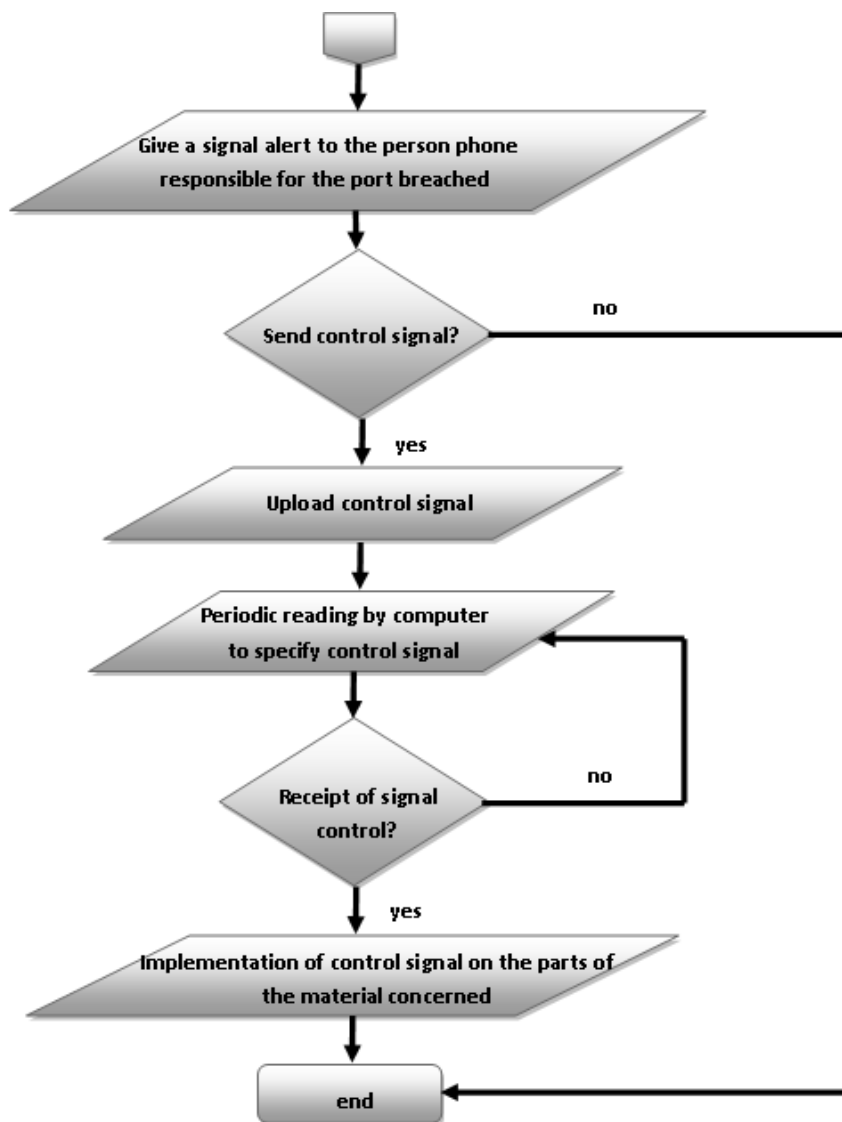 Give a signal alert to the person phone
responsible for the port breached
Send control signal?
no
yes
Upload control signal
Periodic reading by computer
to specify control signal
Receipt of signal
control?
no
yes
Implementation of control signal on the parts of
the material concerned
end